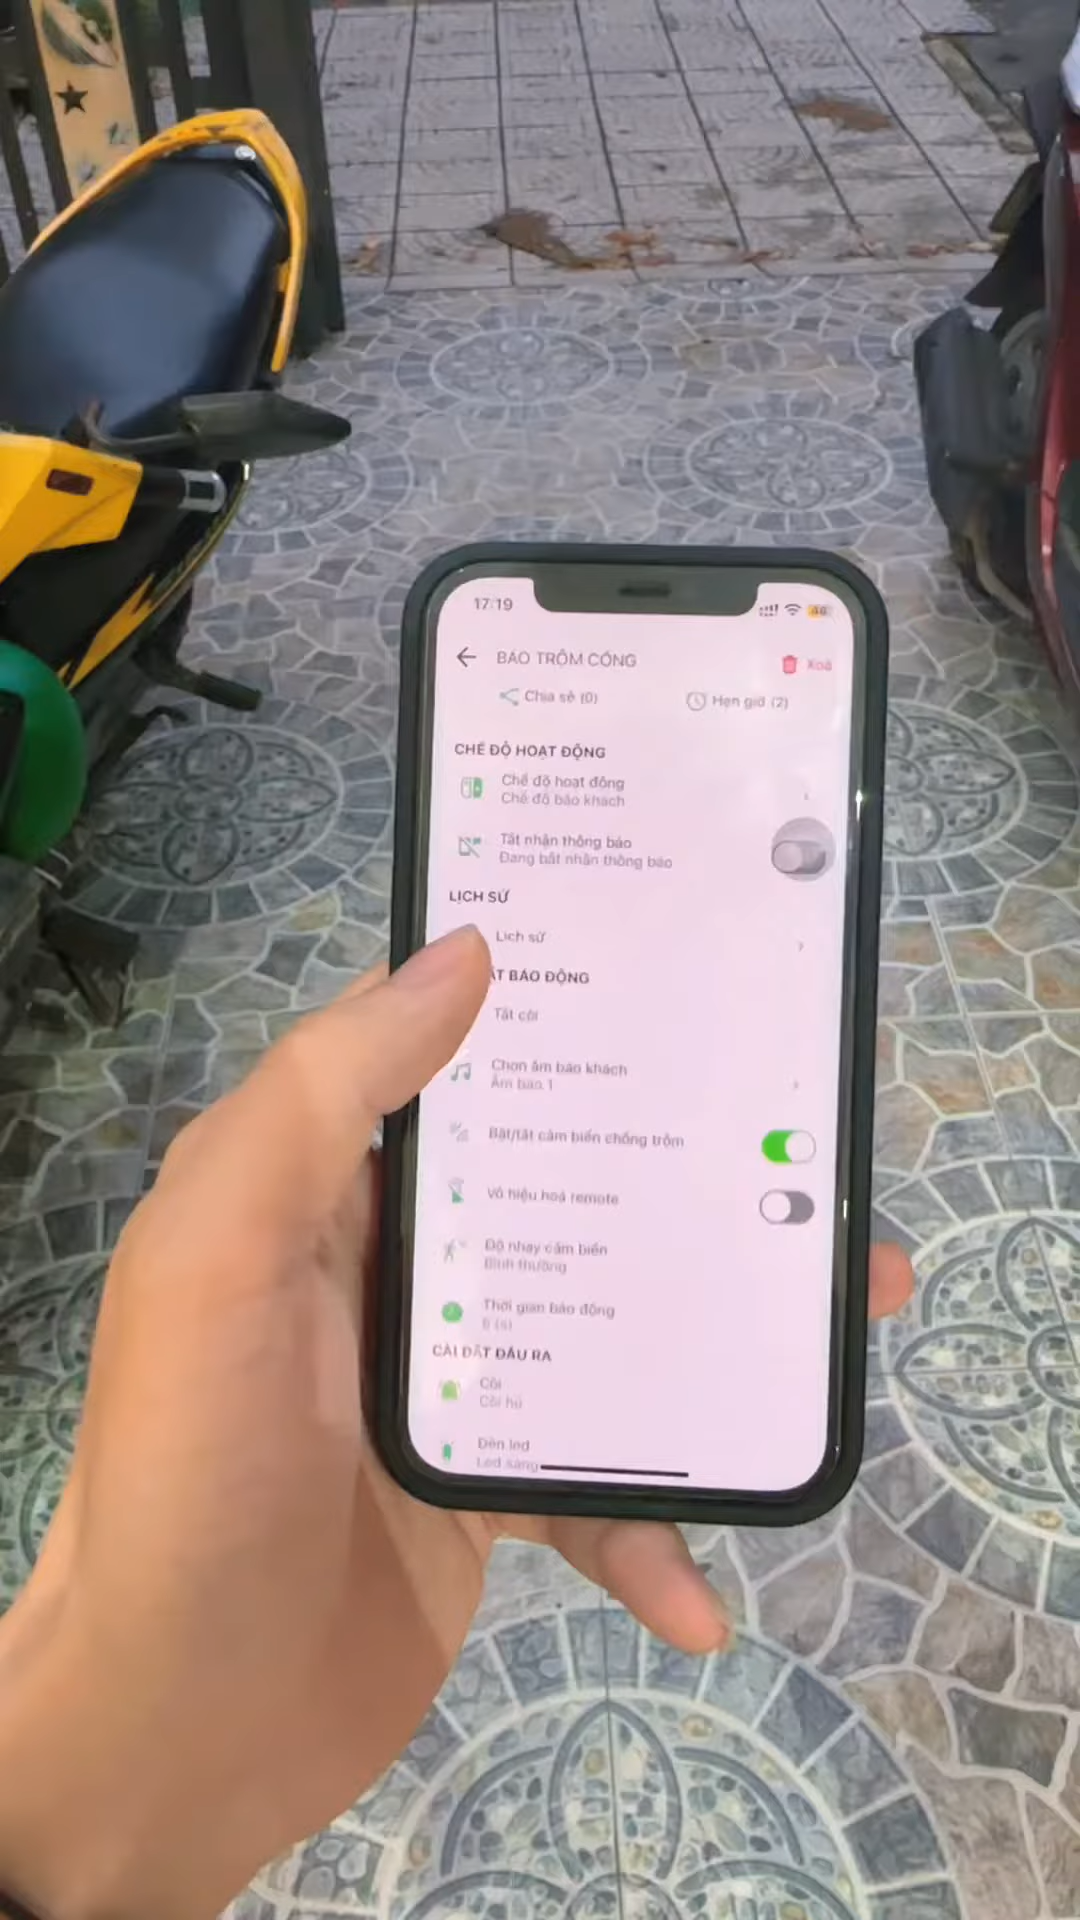 17:19
46
BÁO TRỘM CỔNG
Xoá
Chia sẻ (0)
Hẹn giờ (2)
CHẾ ĐỘ HOẠT ĐỘNG
Chế độ hoạt động
Chế độ báo khách
Tắt nhận thông báo
Đang bật nhận thông báo
LỊCH SỬ
Lịch sử
ẶT BÁO ĐỘNG
Tắt còi
Chọn âm báo khách
Âm báo 1
Bật/tắt cảm biến chống trộm
Vô hiệu hoá remote
Độ nhạy cảm biến
Bình thường
Thời gian báo động
6 (s)
CÀI ĐẶT ĐẦU RA
Còi
Còi hú
Đèn led
Led sáng